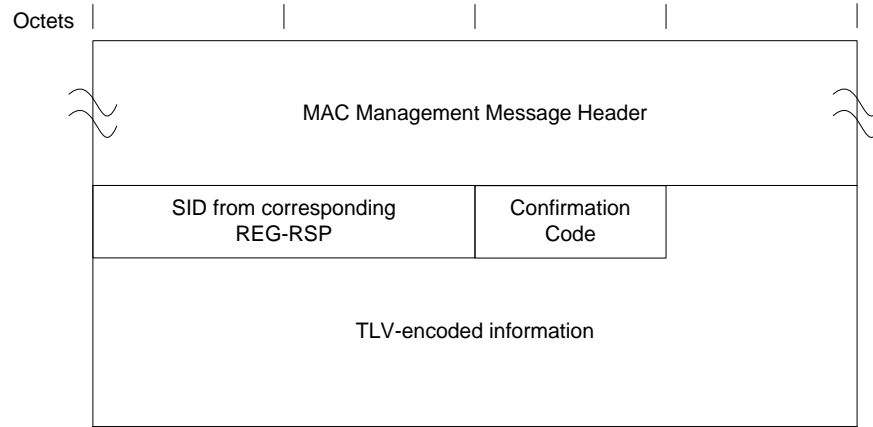 Octets
MAC Management Message Header
SID from corresponding
REG-RSP
Confirmation
Code
TLV-encoded information